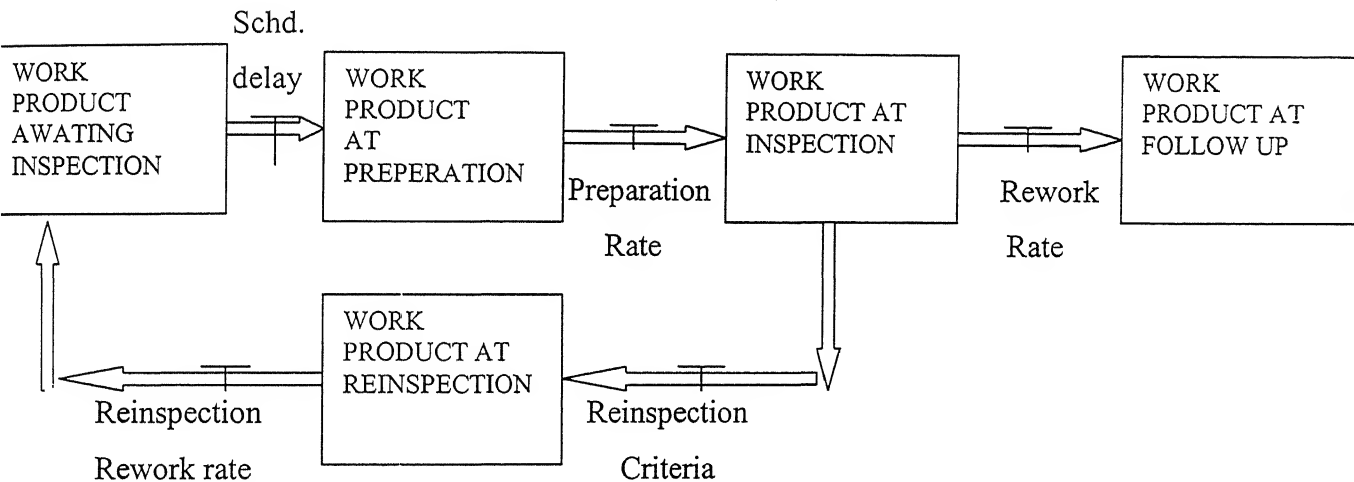 Schd.
delay
WORK
PRODUCT
AWATING
INSPECTION
WORK
PRODUCT
AT
PREPERATION
Preparation
Rate
WORK
PRODUCT AT
INSPECTION
Rework
Rate
WORK
PRODUCT AT
FOLLOW UP
WORK
PRODUCT AT
REINSPECTION
Reinspection
Rework rate
Reinspection
Criteria